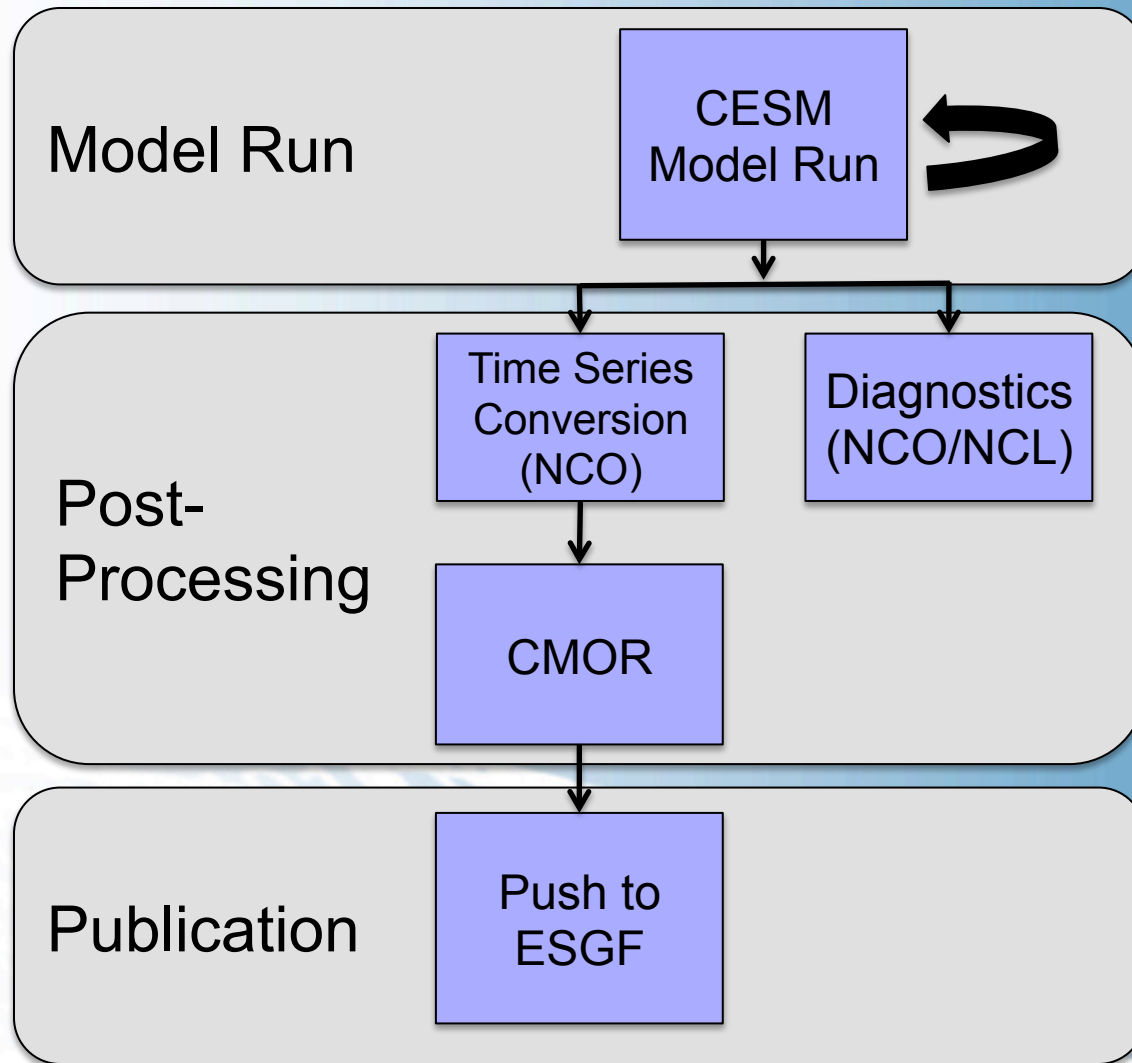 Model Run
CESM
Model Run
Post-
Processing
Time Series
Conversion
(NCO)
Diagnostics
(NCO/NCL)
CMOR
Publication
Push to
ESGF